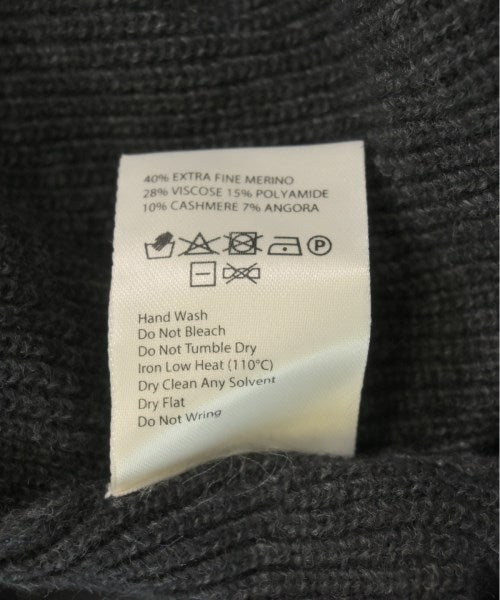 40% EXTRA FINE MERINO
28% VISCOSE 15% POLYAMIDE
10% CASHMERE 7% ANGORA
P
Hand Wash
Do Not Bleach
Do Not Tumble Dry
Iron Low Heat (110°C)
Dry Clean Any Solvent
Dry Flat
Do Not Wring